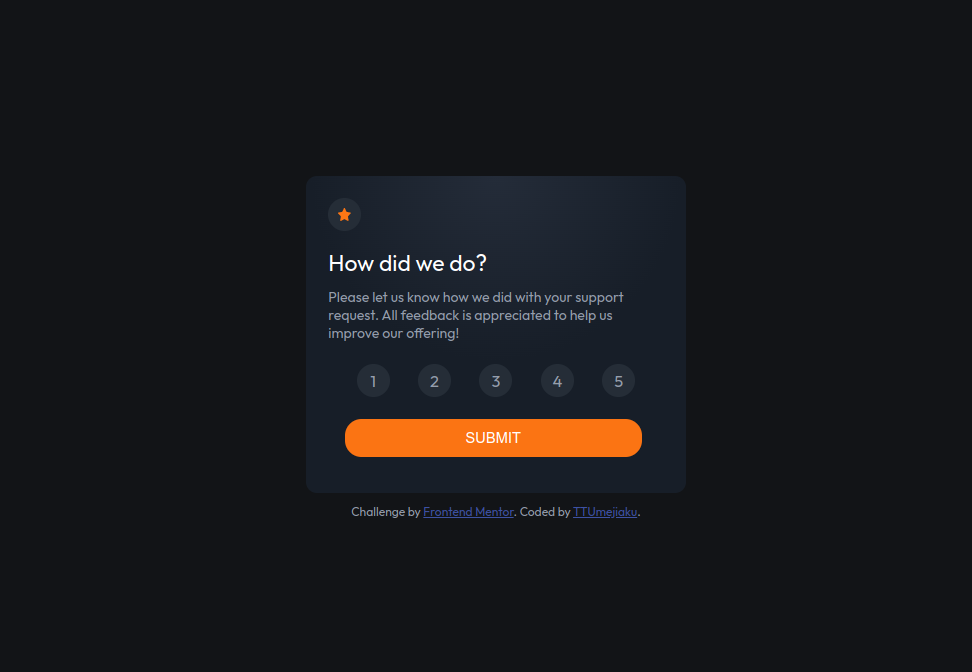 How did we do?
Please let us know how we did with your support
request. All feedback is appreciated to help us
improve our offering!
1 2 3 4 5
SUBMIT
Challenge by Frontend Mentor. Coded by TTUmejiaku.